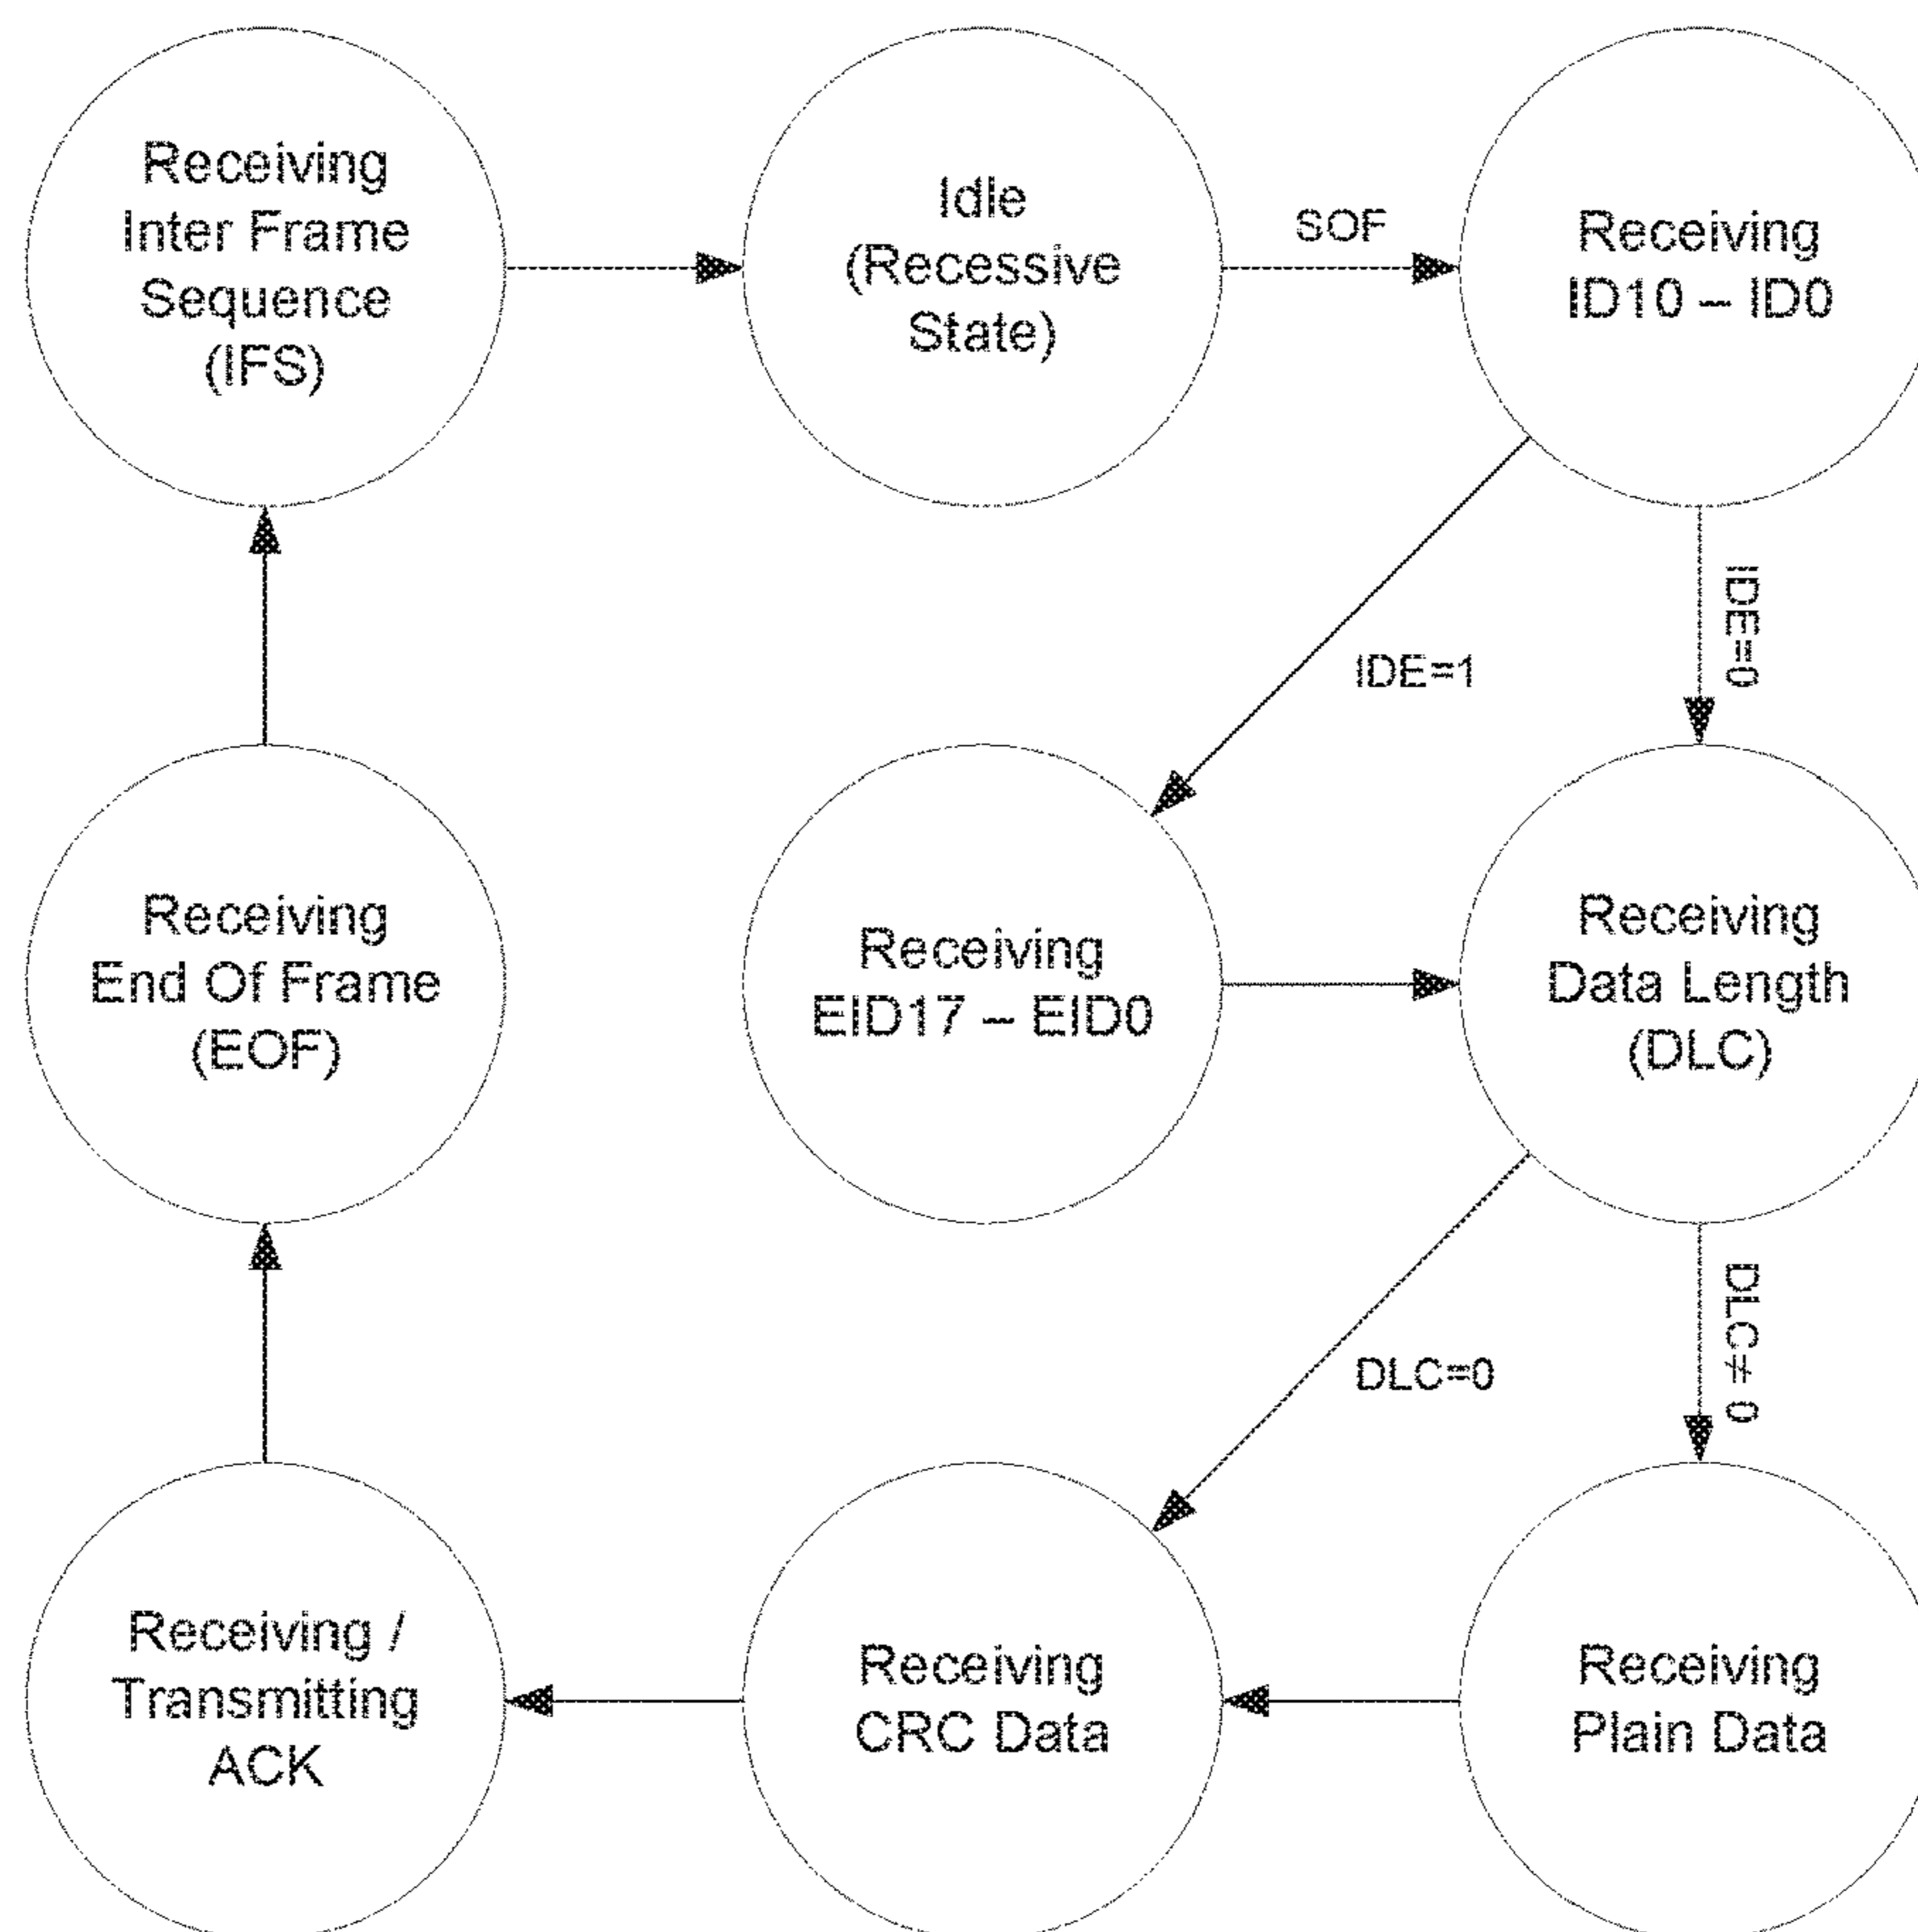 Receiving
Inter Frame
Sequence
(IFS)
Idle
(Recessive
State)
SOF
Receiving
ID10 – ID0
IDE=1
IDE=0
Receiving
End Of Frame
(EOF)
Receiving
EID17 – EID0
Receiving
Data Length
(DLC)
DLC=0
DLC≠ 0
Receiving /
Transmitting
ACK
Receiving
CRC Data
Receiving
Plain Data